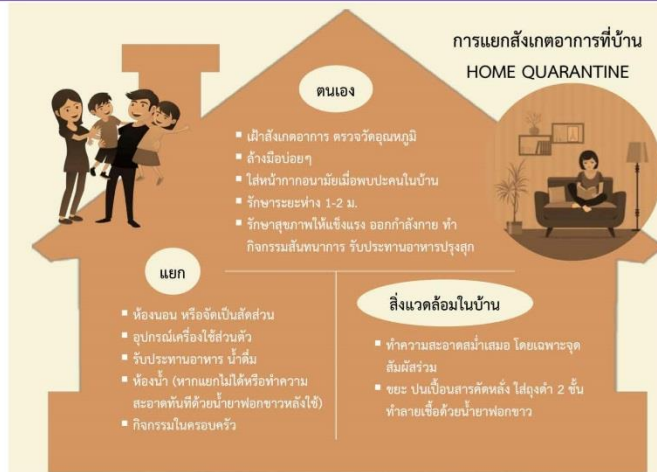 การแยกสังเกตอาการที่บ้าน
HOME QUARANTINE
ตนเอง
▪ เฝ้าสังเกตอาการ ตรวจวัดอุณหภูมิ
▪ ล้างมือบ่อยๆ
▪ ใส่หน้ากากอนามัยเมื่อพบปะคนในบ้าน
▪ รักษาระยะห่าง 1-2 ม.
▪ รักษาสุขภาพให้แข็งแรง ออกกำลังกาย ทำ
กิจกรรมสันทนาการ รับประทานอาหารปรุงสุก
แยก
▪ ห้องนอน หรือจัดเป็นสัดส่วน
▪ อุปกรณ์เครื่องใช้ส่วนตัว
▪ รับประทานอาหาร น้ำดื่ม
▪ ห้องน้ำ (หากแยกไม่ได้หรือทำความ
สะอาดทันทีด้วยน้ำยาฟอกขาวหลังใช้)
▪ กิจกรรมในครอบครัว
สิ่งแวดล้อมในบ้าน
▪ ทำความสะอาดสม่ำเสมอ โดยเฉพาะจุด
สัมผัสร่วม
▪ ขยะ ปนเปื้อนสารคัดหลั่ง ใส่ถุงดำ 2 ชั้น
ทำลายเชื้อด้วยน้ำยาฟอกขาว